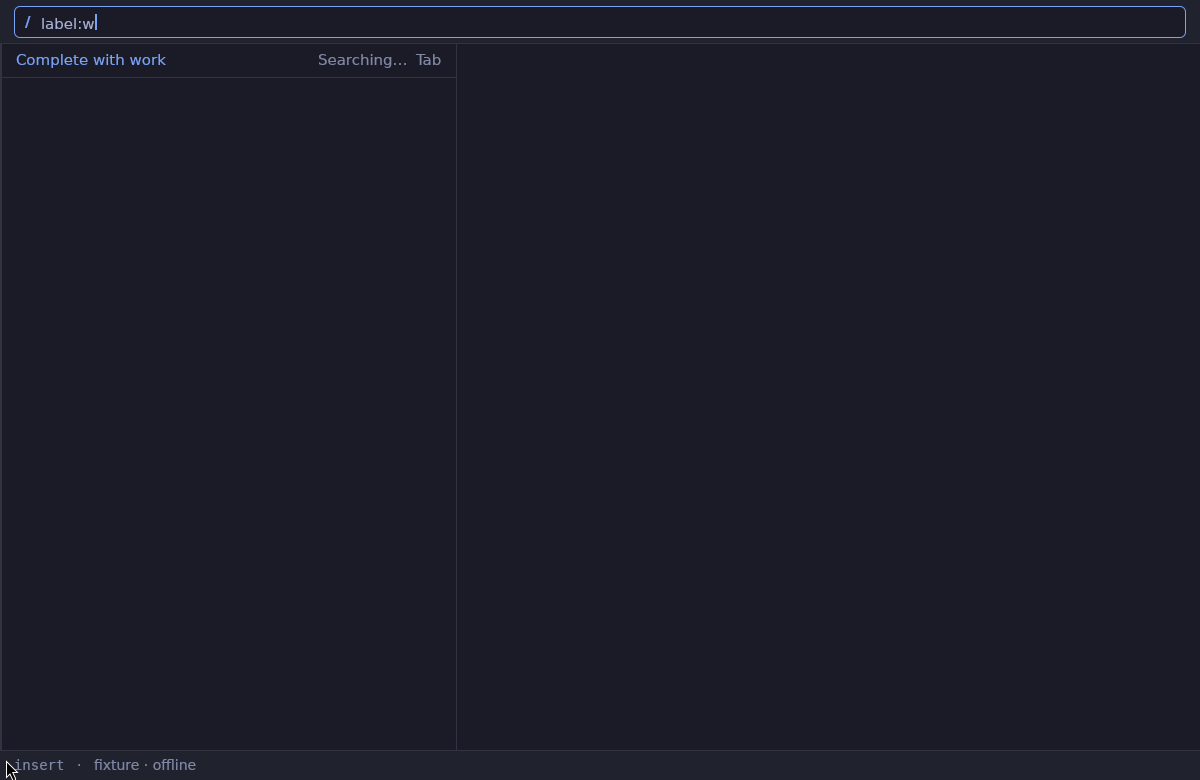 / label:w
Complete with work Searching... Tab
insert · fixture · offline